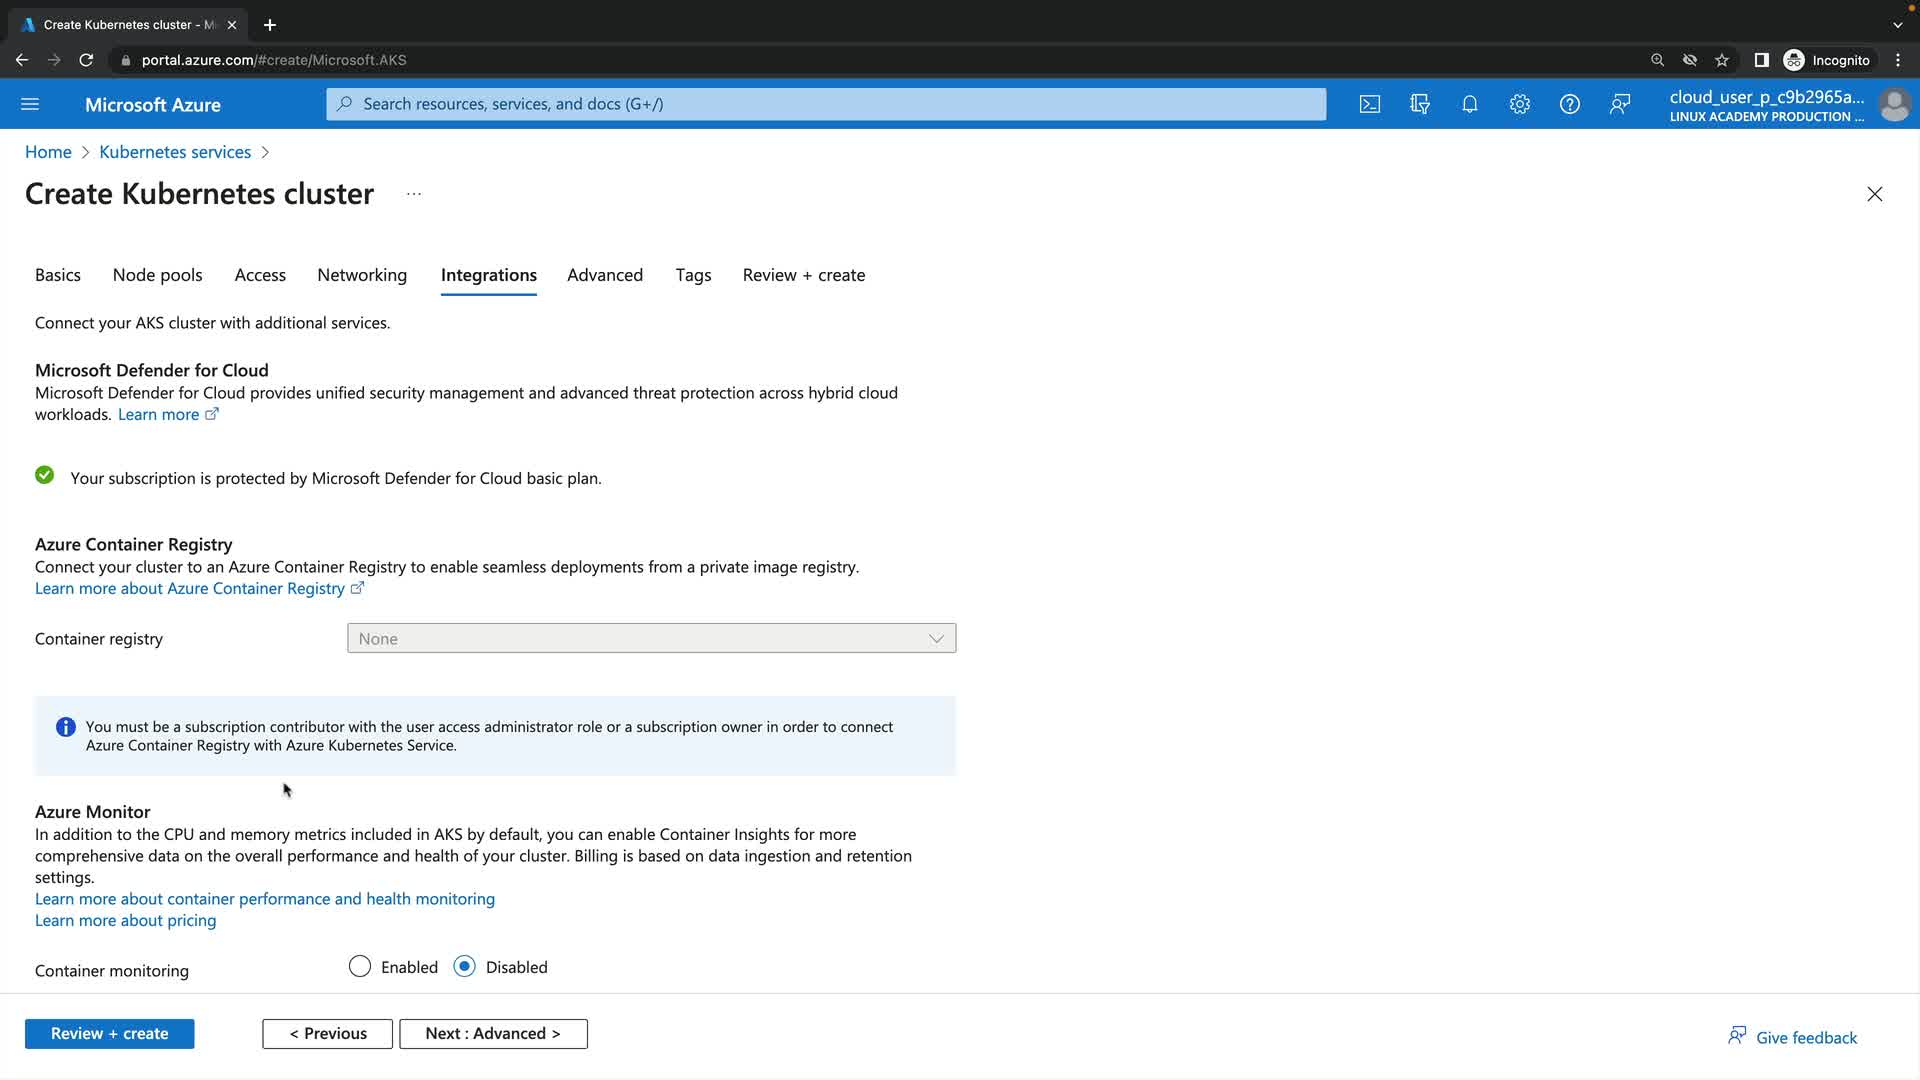 Create Kubernetes cluster - Mi
portal.azure.com/#create/Microsoft.AKS
Incognito
Microsoft Azure
Search resources, services, and docs (G+/)
cloud_user_p_c9b2965a...
LINUX ACADEMY PRODUCTION ...
Home > Kubernetes services >
Create Kubernetes cluster ...
Basics Node pools Access Networking Integrations Advanced Tags Review + create
Connect your AKS cluster with additional services.
Microsoft Defender for Cloud
Microsoft Defender for Cloud provides unified security management and advanced threat protection across hybrid cloud
workloads. Learn more
Your subscription is protected by Microsoft Defender for Cloud basic plan.
Azure Container Registry
Connect your cluster to an Azure Container Registry to enable seamless deployments from a private image registry.
Learn more about Azure Container Registry
Container registry None
You must be a subscription contributor with the user access administrator role or a subscription owner in order to connect
Azure Container Registry with Azure Kubernetes Service.
Azure Monitor
In addition to the CPU and memory metrics included in AKS by default, you can enable Container Insights for more
comprehensive data on the overall performance and health of your cluster. Billing is based on data ingestion and retention
settings.
Learn more about container performance and health monitoring
Learn more about pricing
Container monitoring Enabled Disabled
Review + create < Previous Next : Advanced > Give feedback